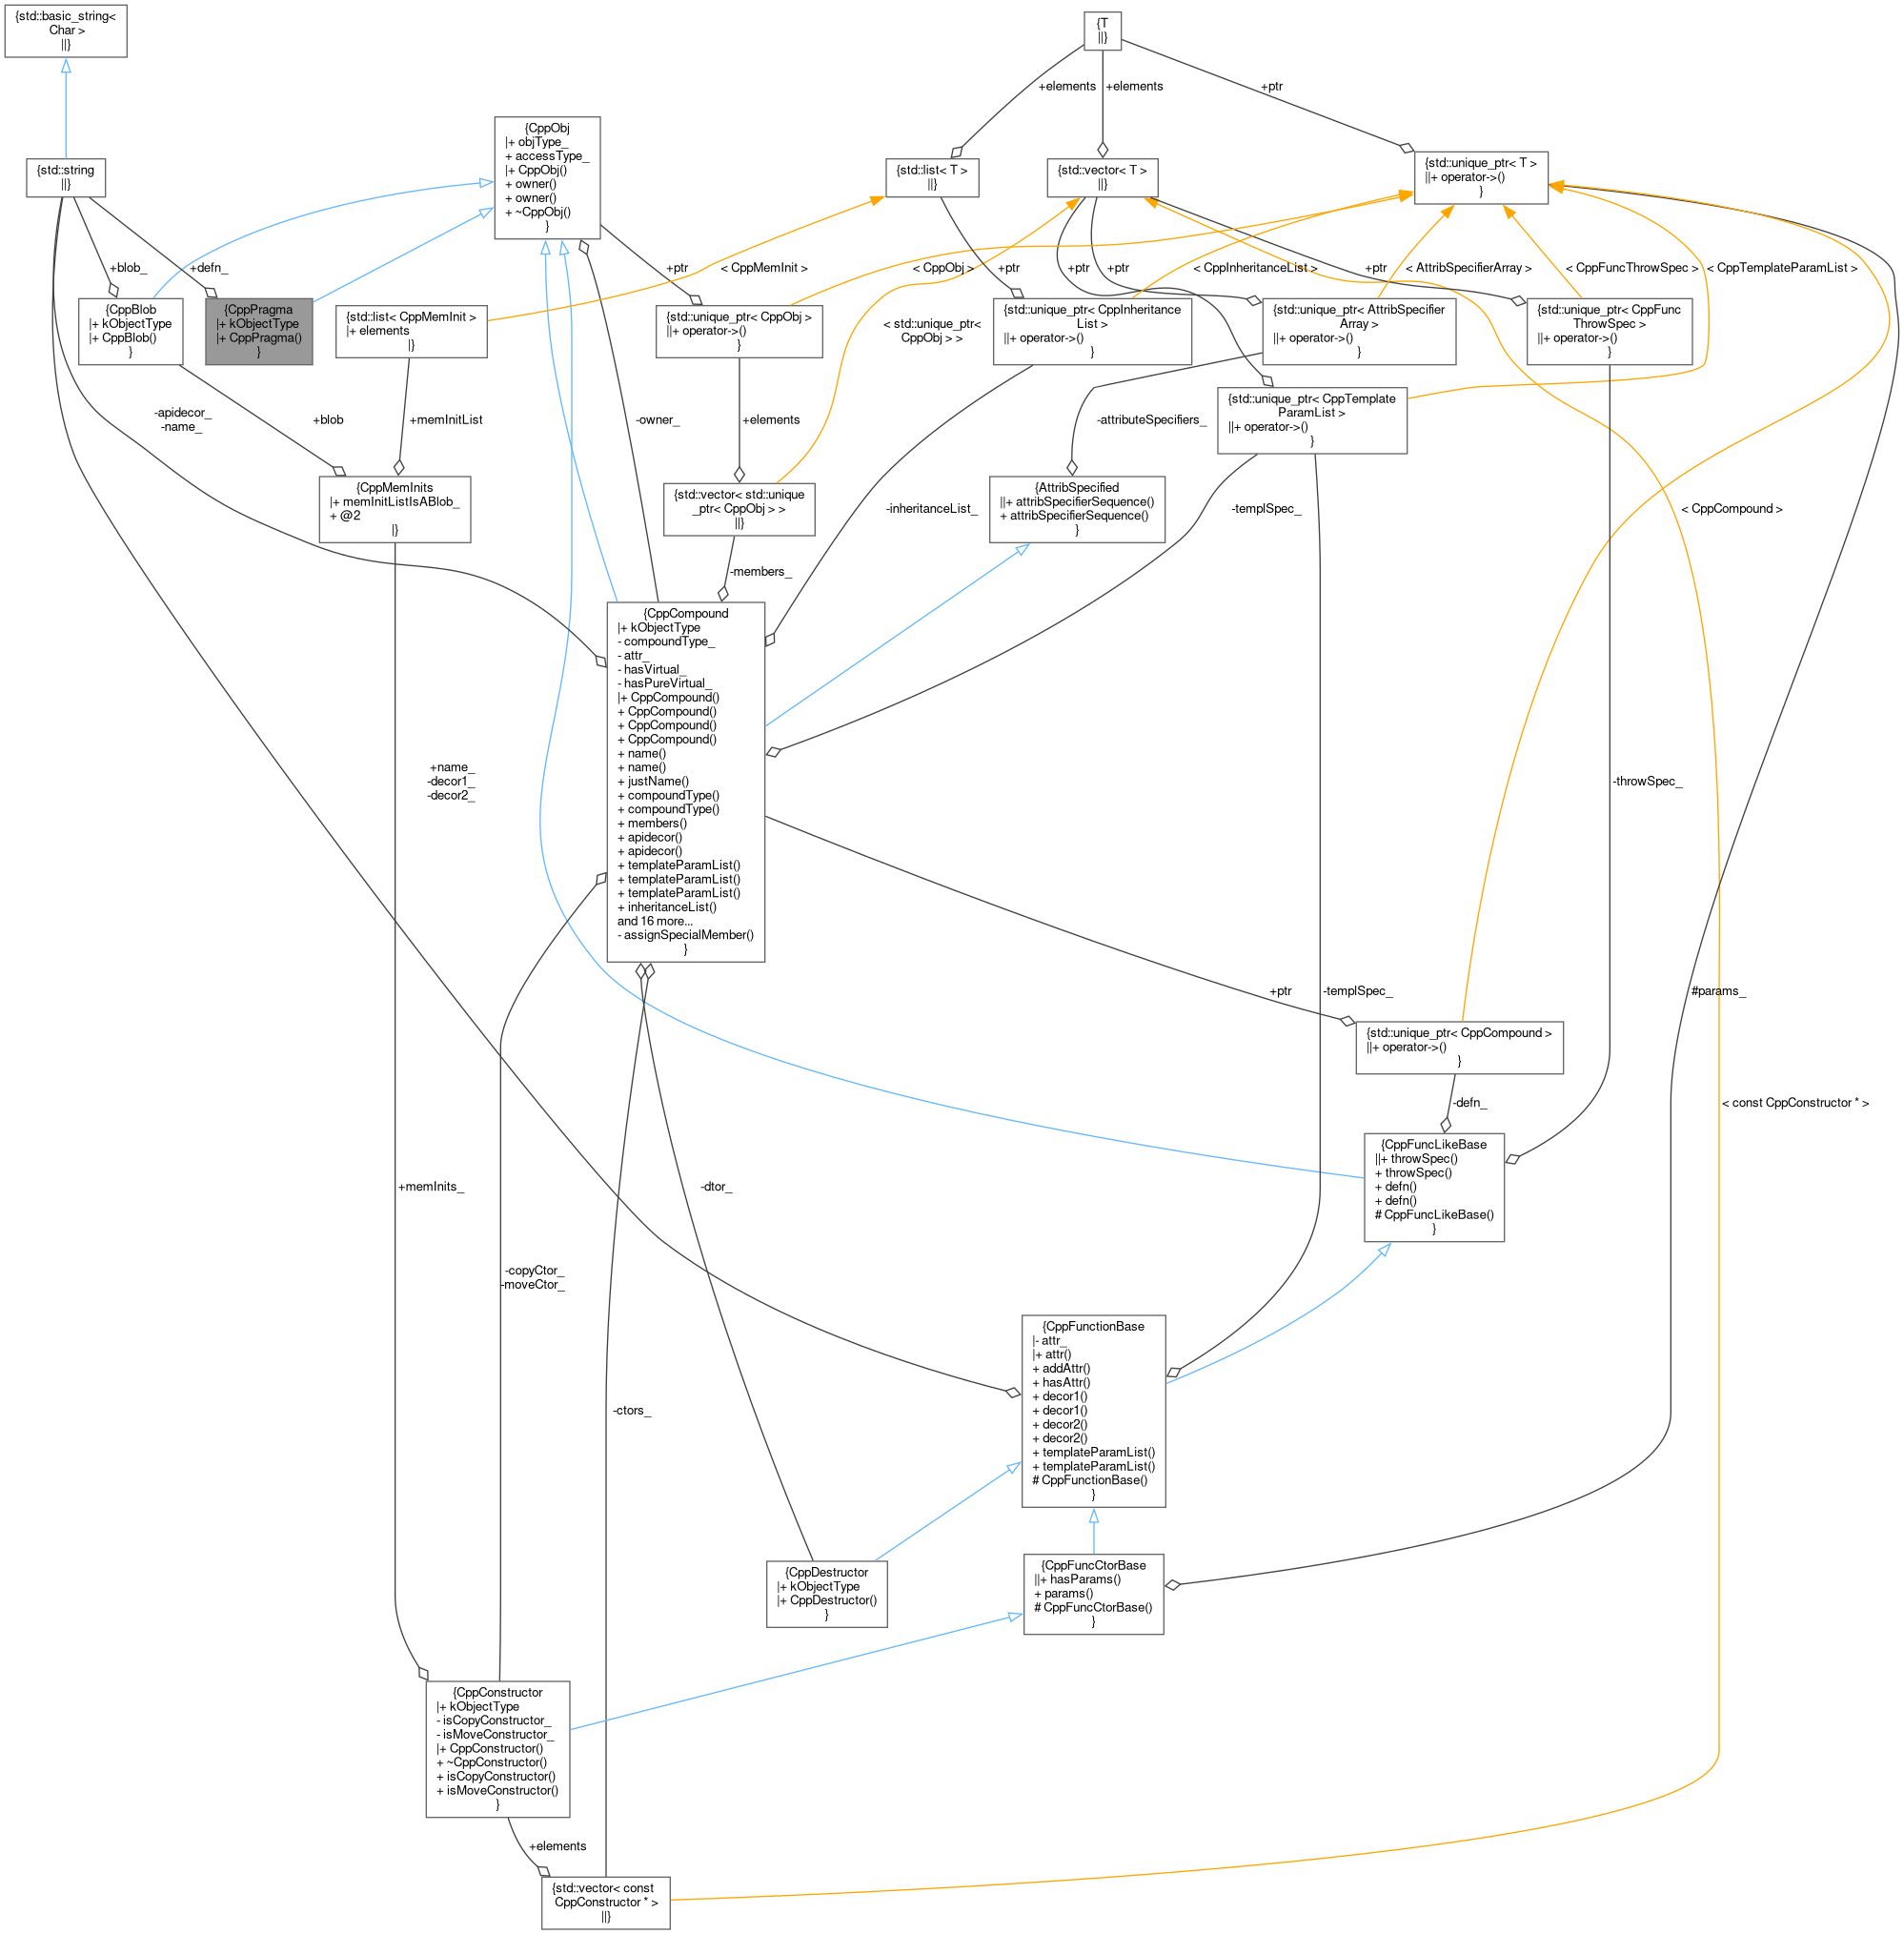 {std::basic_string<
Char >
||}
{T
||}
+elements
+elements
+ptr
{CppObj
|+ objType_
+ accessType_
|+ CppObj()
+ owner()
+ owner()
+ ~CppObj()
}
{std::string
||}
{std::list< T >
||}
{std::vector< T >
||}
{std::unique_ptr< T >
||+ operator->()
}
+blob_
+defn_
+ptr
< CppMemInit >
< CppObj >
+ptr
+ptr
+ptr
< CppInheritanceList >
+ptr
< AttribSpecifierArray >
< CppFuncThrowSpec >
< CppTemplateParamList >
{CppBlob
|+ kObjectType
|+ CppBlob()
}
{CppPragma
|+ kObjectType
|+ CppPragma()
}
{std::list< CppMemInit >
|+ elements
|}
{std::unique_ptr< CppObj >
||+ operator->()
}
< std::unique_ptr<
CppObj > >
{std::unique_ptr< CppInheritance
List >
||+ operator->()
}
{std::unique_ptr< AttribSpecifier
Array >
||+ operator->()
}
{std::unique_ptr< CppFunc
ThrowSpec >
||+ operator->()
}
-apidecor_
-name_
+blob
+memInitList
-owner_
+elements
-attributeSpecifiers_
{std::unique_ptr< CppTemplate
ParamList >
||+ operator->()
}
{CppMemInits
|+ memInitListIsABlob_
+ @2
|}
{std::vector< std::unique
_ptr< CppObj > >
||}
-inheritanceList_
{AttribSpecified
||+ attribSpecifierSequence()
+ attribSpecifierSequence()
}
-templSpec_
< CppCompound >
-members_
{CppCompound
|+ kObjectType
- compoundType_
- attr_
- hasVirtual_
- hasPureVirtual_
|+ CppCompound()
+ CppCompound()
+ CppCompound()
+ CppCompound()
+ name()
+ name()
+ justName()
+ compoundType()
+ compoundType()
+ members()
+ apidecor()
+ apidecor()
+ templateParamList()
+ templateParamList()
+ templateParamList()
+ inheritanceList()
and 16 more...
- assignSpecialMember()
}
+name_
-decor1_
-decor2_
-throwSpec_
+ptr
-templSpec_
#params_
{std::unique_ptr< CppCompound >
||+ operator->()
}
-defn_
< const CppConstructor * >
{CppFuncLikeBase
||+ throwSpec()
+ throwSpec()
+ defn()
+ defn()
# CppFuncLikeBase()
}
+memInits_
-dtor_
-copyCtor_
-moveCtor_
{CppFunctionBase
|- attr_
|+ attr()
+ addAttr()
+ hasAttr()
+ decor1()
+ decor1()
+ decor2()
+ decor2()
+ templateParamList()
+ templateParamList()
# CppFunctionBase()
}
-ctors_
{CppDestructor
|+ kObjectType
|+ CppDestructor()
}
{CppFuncCtorBase
||+ hasParams()
+ params()
# CppFuncCtorBase()
}
{CppConstructor
|+ kObjectType
- isCopyConstructor_
- isMoveConstructor_
|+ CppConstructor()
+ ~CppConstructor()
+ isCopyConstructor()
+ isMoveConstructor()
}
+elements
{std::vector< const
CppConstructor * >
||}